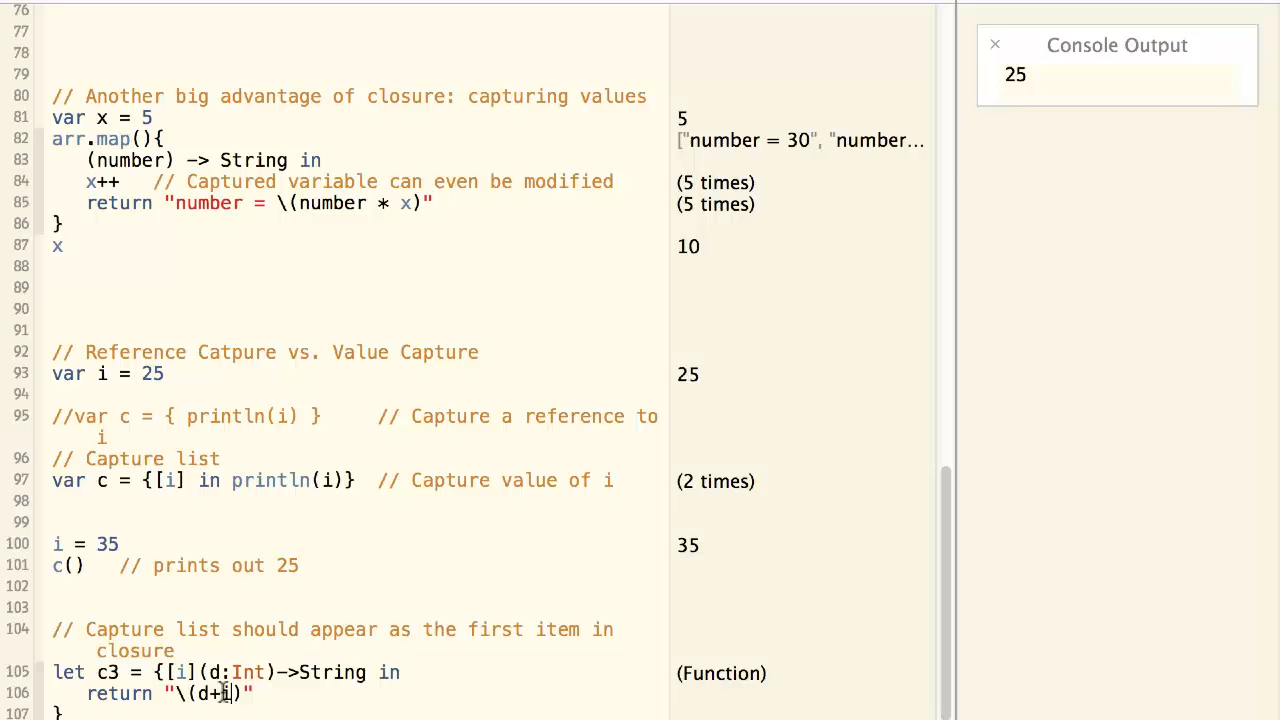 76
77
78
79
80 // Another big advantage of closure: capturing values
81 var x = 5 5
82 arr.map(){ ["number = 30", "number...
83 (number) -> String in
84 x++ // Captured variable can even be modified (5 times)
85 return "number = \(number * x)" (5 times)
86 }
87 x 10
88
89
90
91
92 // Reference Catpure vs. Value Capture
93 var i = 25 25
94
95 //var c = { println(i) } // Capture a reference to
i
96 // Capture list
97 var c = {[i] in println(i)} // Capture value of i (2 times)
98
99
100 i = 35 35
101 c() // prints out 25
102
103
104 // Capture list should appear as the first item in
closure
105 let c3 = {[i](d:Int)->String in (Function)
106 return "\(d+i)"
107 }
× Console Output
25